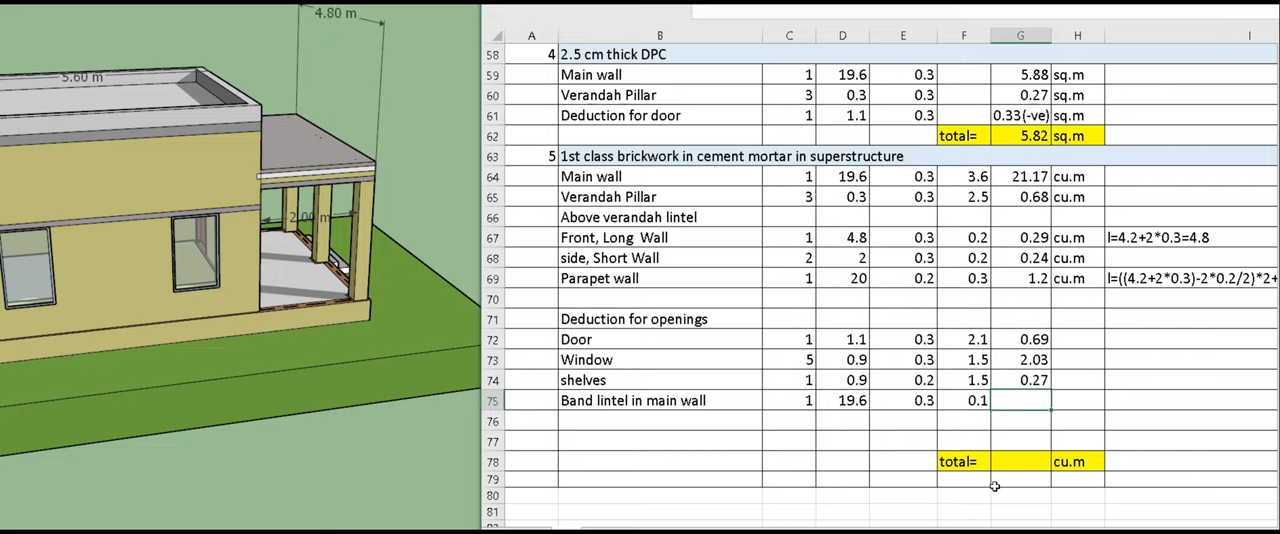 4.80 m
5.60 m
2.00 m
A B C D E F G H I
58 4 2.5 cm thick DPC
59 Main wall 1 19.6 0.3 5.88 sq.m
60 Verandah Pillar 3 0.3 0.3 0.27 sq.m
61 Deduction for door 1 1.1 0.3 0.33(-ve) sq.m
62 total= 5.82 sq.m
63 5 1st class brickwork in cement mortar in superstructure
64 Main wall 1 19.6 0.3 3.6 21.17 cu.m
65 Verandah Pillar 3 0.3 0.3 2.5 0.68 cu.m
66 Above verandah lintel
67 Front, Long Wall 1 4.8 0.3 0.2 0.29 cu.m l=4.2+2*0.3=4.8
68 side, Short Wall 2 2 0.3 0.2 0.24 cu.m
69 Parapet wall 1 20 0.2 0.3 1.2 cu.m l=((4.2+2*0.3)-2*0.2/2)*2+
70
71 Deduction for openings
72 Door 1 1.1 0.3 2.1 0.69
73 Window 5 0.9 0.3 1.5 2.03
74 shelves 1 0.9 0.2 1.5 0.27
75 Band lintel in main wall 1 19.6 0.3 0.1
76
77
78 total= cu.m
79
80
81